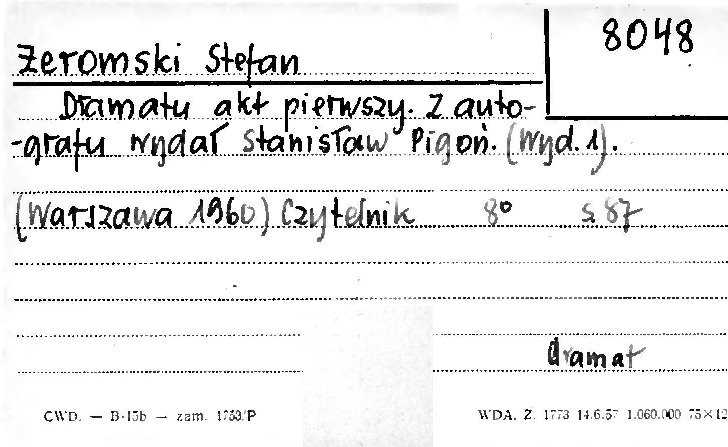 8048
Żeromski Stefan
Dramatu akt pierwszy. Z auto-
-grafu wydał Stanisław Pigoń. (Wyd. 1).
(Warszawa 1960) Czytelnik 8° s. 87
dramat
CWD. — B-15b — zam. 1753/P
WDA. Z. 1773 14.6.57 1.060.000 75×12